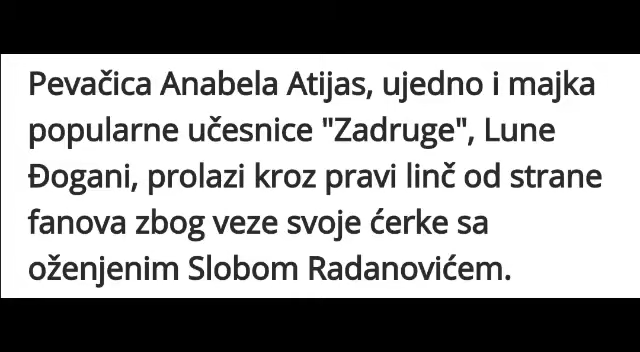 Pevačica Anabela Atijas, ujedno i majka
popularne učesnice "Zadruge", Lune
Đogani, prolazi kroz pravi linč od strane
fanova zbog veze svoje ćerke sa
oženjenim Slobom Radanovićem.